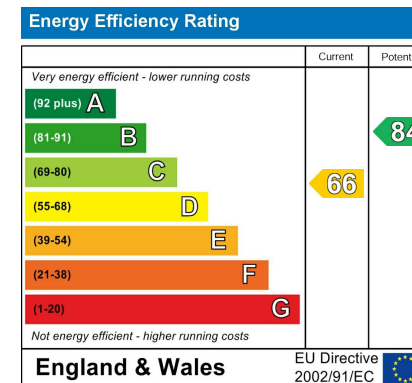 Energy Efficiency Rating
Current Potent
Very energy efficient - lower running costs
(92 plus) A
(81-91) B 84
(69-80) C
66
(55-68) D
(39-54) E
(21-38) F
(1-20) G
Not energy efficient - higher running costs
England & Wales
EU Directive
2002/91/EC